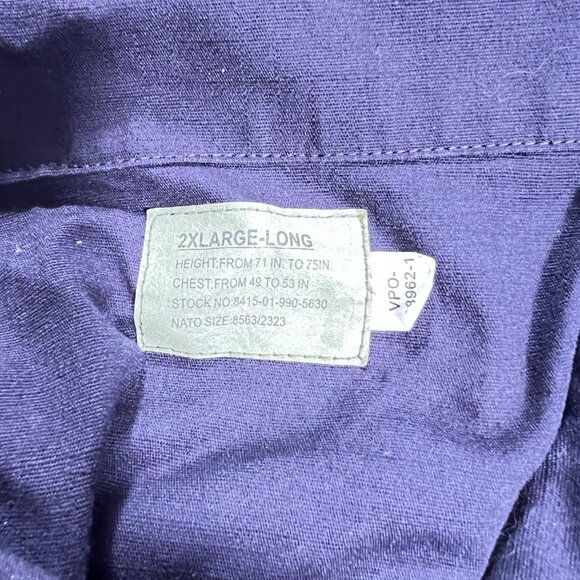 2XLARGE-LONG
HEIGHT:FROM 71 IN. TO 75IN.
CHEST:FROM 49 TO 53 IN
STOCK NO:8415-01-990-5630
NATO SIZE:8563/2323
VPO-
8962-1